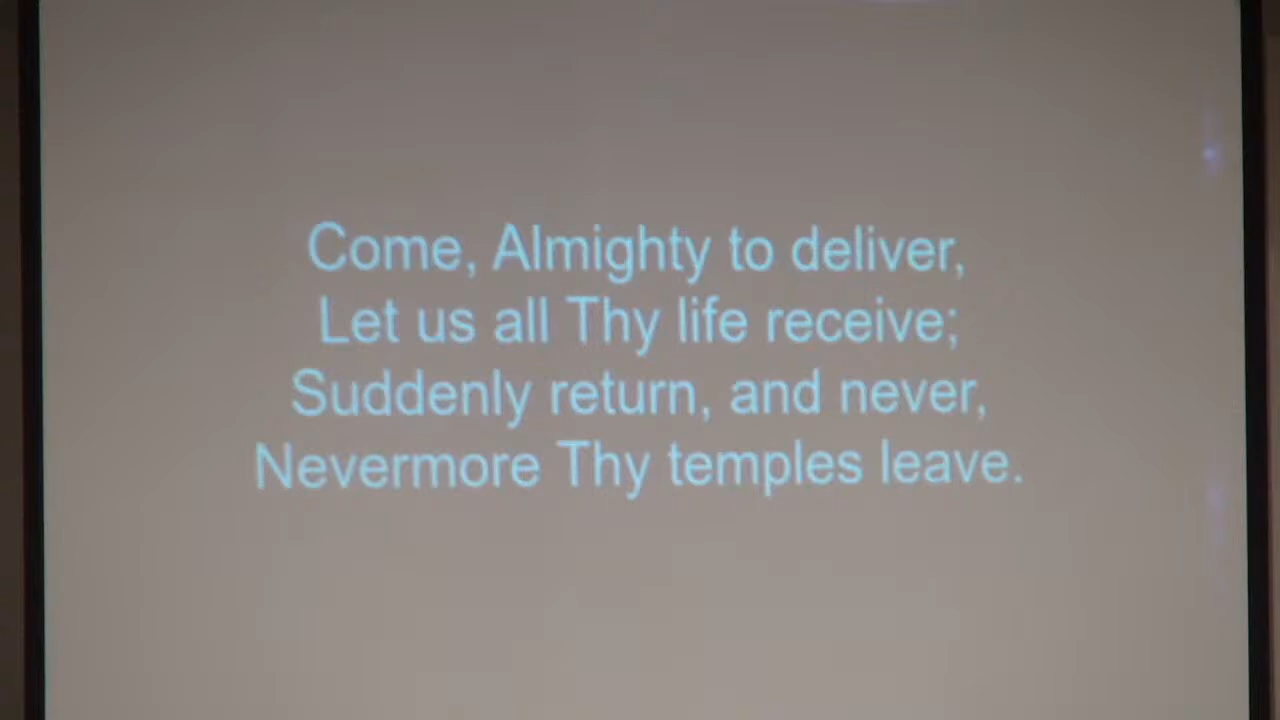 Come, Almighty to deliver,
Let us all Thy life receive;
Suddenly return, and never,
Nevermore Thy temples leave.